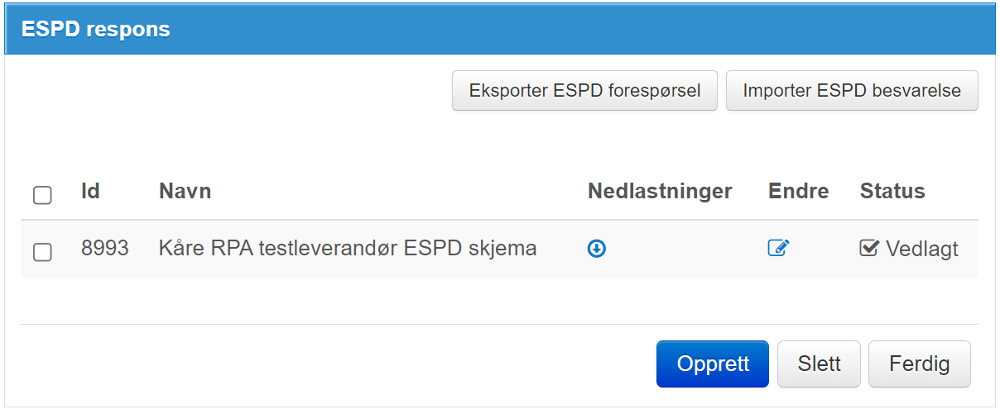 ESPD respons
Eksporter ESPD forespørsel Importer ESPD besvarelse
Id Navn Nedlastninger Endre Status
8993 Kåre RPA testleverandør ESPD skjema Vedlagt
Opprett Slett Ferdig